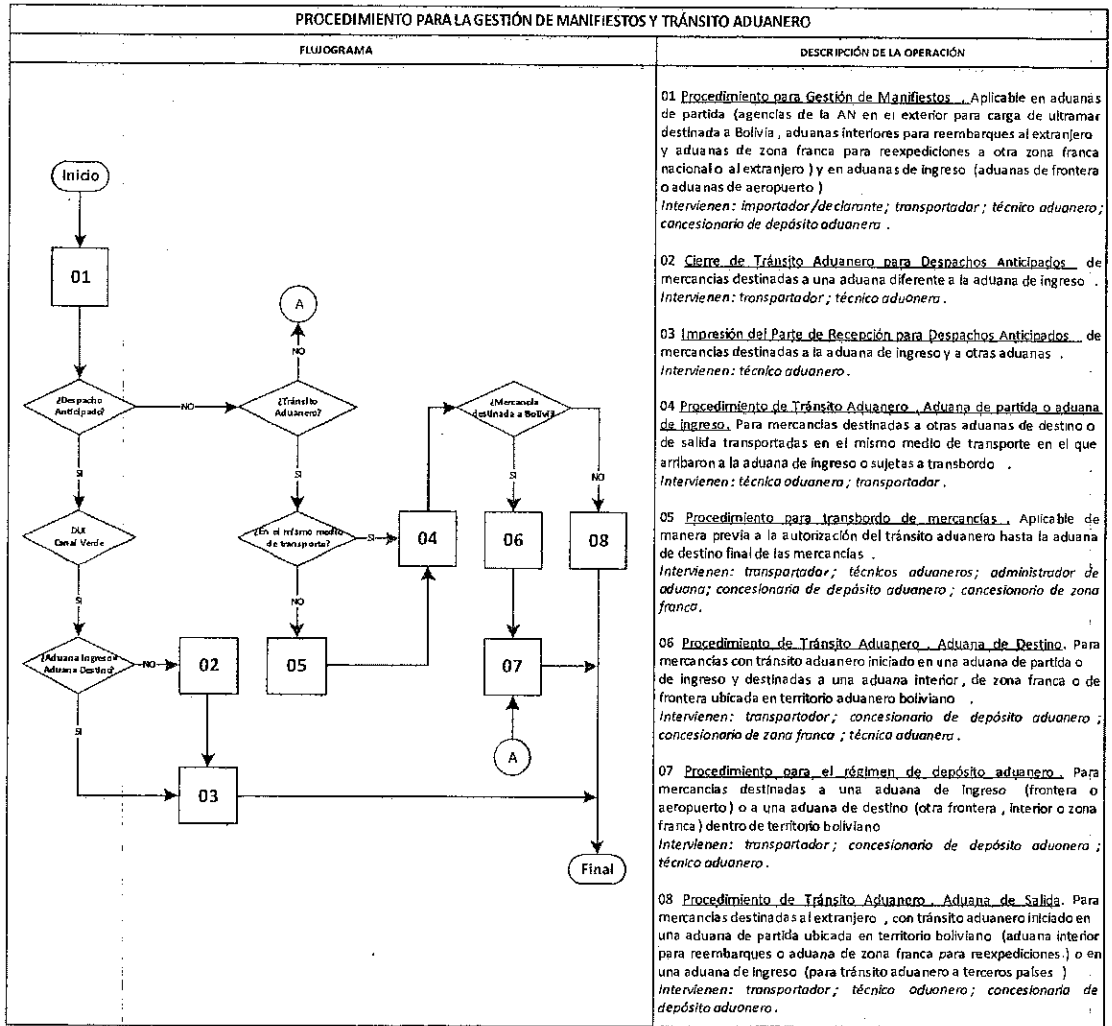 PROCEDIMIENTO PARA LA GESTIÓN DE MANIFIESTOS Y TRÁNSITO ADUANERO
FLUJOGRAMA
DESCRIPCIÓN DE LA OPERACIÓN
Inicio
01
A
NO
¿Despacho
Anticipado?
NO
¿Tránsito
Aduanero?
¿Mercancía
destinada a Bolivia
SI
SI
SI
NO
DUI
Canal Verde
¿En el mismo medio
de transporte?
SI
04
06
08
SI
NO
¿Aduana Ingreso=
Aduana Destino?
NO
02
05
07
SI
03
A
Final
01 Procedimiento para Gestión de Manifiestos . Aplicable en aduanas
de partida (agencias de la AN en el exterior para carga de ultramar
destinada a Bolivia , aduanas interiores para reembarques al extranjero
y aduanas de zona franca para reexpediciones a otra zona franca
nacional o al extranjero ) y en aduanas de ingreso (aduanas de frontera
o aduanas de aeropuerto )
Intervienen: importador/declarante; transportador; técnico aduanero;
concesionario de depósito aduanero .
02 Cierre de Tránsito Aduanero para Despachos Anticipados de
mercancías destinadas a una aduana diferente a la aduana de ingreso .
Intervienen: transportador; técnico aduanero.
03 Impresión del Parte de Recepción para Despachos Anticipados de
mercancías destinadas a la aduana de ingreso y a otras aduanas .
Intervienen: técnico aduanero.
04 Procedimiento de Tránsito Aduanero , Aduana de partida o aduana
de ingreso. Para mercancías destinadas a otras aduanas de destino o
de salida transportadas en el mismo medio de transporte en el que
arribaron a la aduana de ingreso o sujetas a transbordo .
Intervienen: técnico aduanero; transportador.
05 Procedimiento para transbordo de mercancías . Aplicable de
manera previa a la autorización del tránsito aduanero hasta la aduana
de destino final de las mercancías .
Intervienen: transportador; técnicos aduaneros; administrador de
aduana; concesionario de depósito aduanero; concesionario de zona
franca.
06 Procedimiento de Tránsito Aduanero . Aduana de Destino. Para
mercancías con tránsito aduanero iniciado en una aduana de partida o
de ingreso y destinadas a una aduana interior, de zona franca o de
frontera ubicada en territorio aduanero boliviano .
Intervienen: transportador; concesionario de depósito aduanero ;
concesionario de zona franca ; técnico aduanero .
07 Procedimiento para el régimen de depósito aduanero . Para
mercancías destinadas a una aduana de ingreso (frontera o
aeropuerto ) o a una aduana de destino (otra frontera , interior o zona
franca ) dentro de territorio boliviano
Intervienen: transportador; concesionario de depósito aduanero ;
técnico aduanero .
08 Procedimiento de Tránsito Aduanero . Aduana de Salida. Para
mercancías destinadas al extranjero , con tránsito aduanero iniciado en
una aduana de partida ubicada en territorio boliviano (aduana interior
para reembarques o aduana de zona franca para reexpediciones.) o en
una aduana de ingreso (para tránsito aduanero a terceros países )
Intervienen: transportador; técnico aduanero; concesionario de
depósito aduanero.